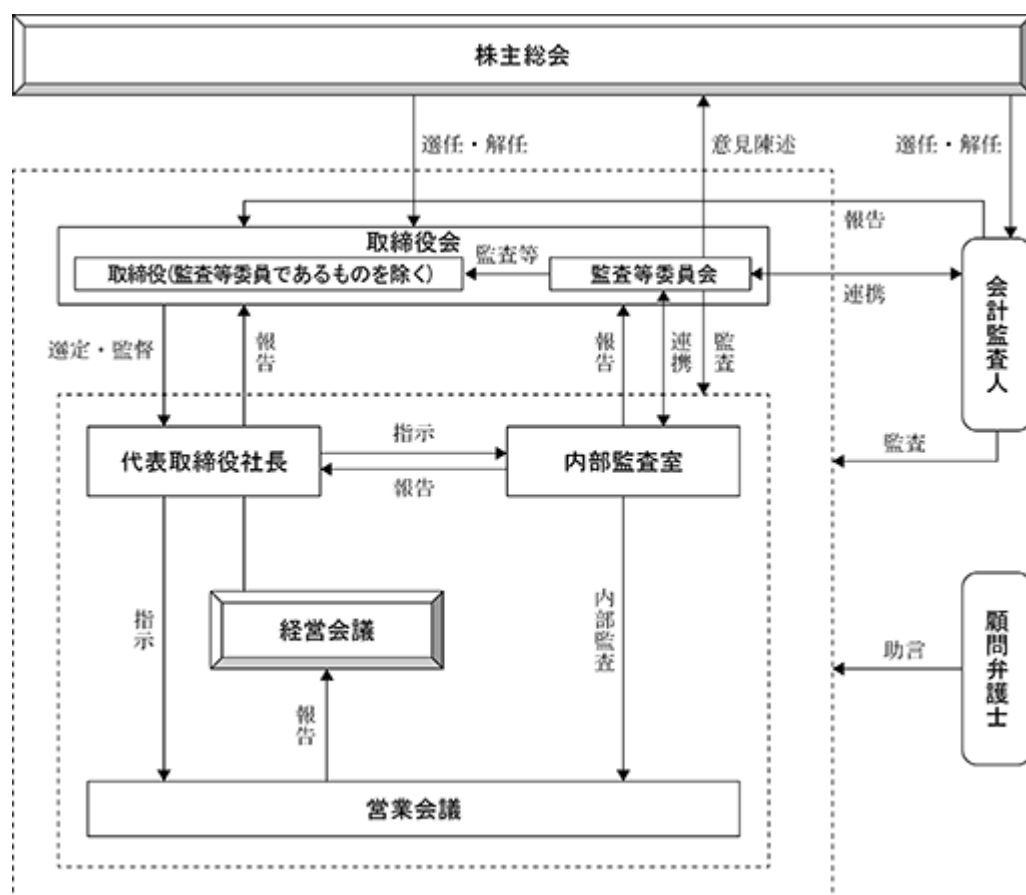 株主総会
選任・解任
意見陳述
選任・解任
報告
取締役会
取締役(監査等委員であるものを除く)
監査等
監査等委員会
連携
会計監査人
選定・監督
報告
報告
連携
監査
代表取締役社長
指示
報告
内部監査室
監査
指示
経営会議
内部監査
助言
顧問弁護士
報告
営業会議